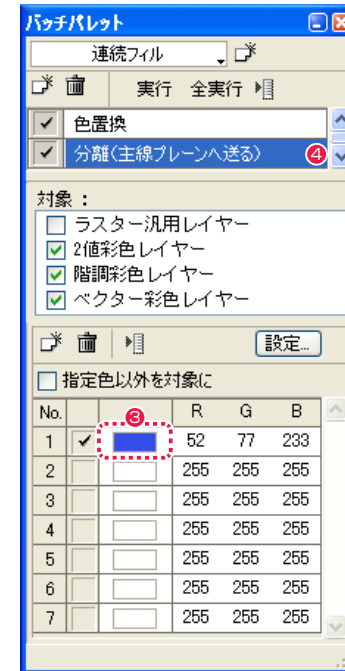 バッチパレット
連続フィル
実行 全実行
色置換
分離(主線プレーンへ送る) 4
対象:
ラスター汎用レイヤー
2値彩色レイヤー
階調彩色レイヤー
ベクター彩色レイヤー
設定...
指定色以外を対象に
No. 3 R G B
1 52 77 233
2 255 255 255
3 255 255 255
4 255 255 255
5 255 255 255
6 255 255 255
7 255 255 255